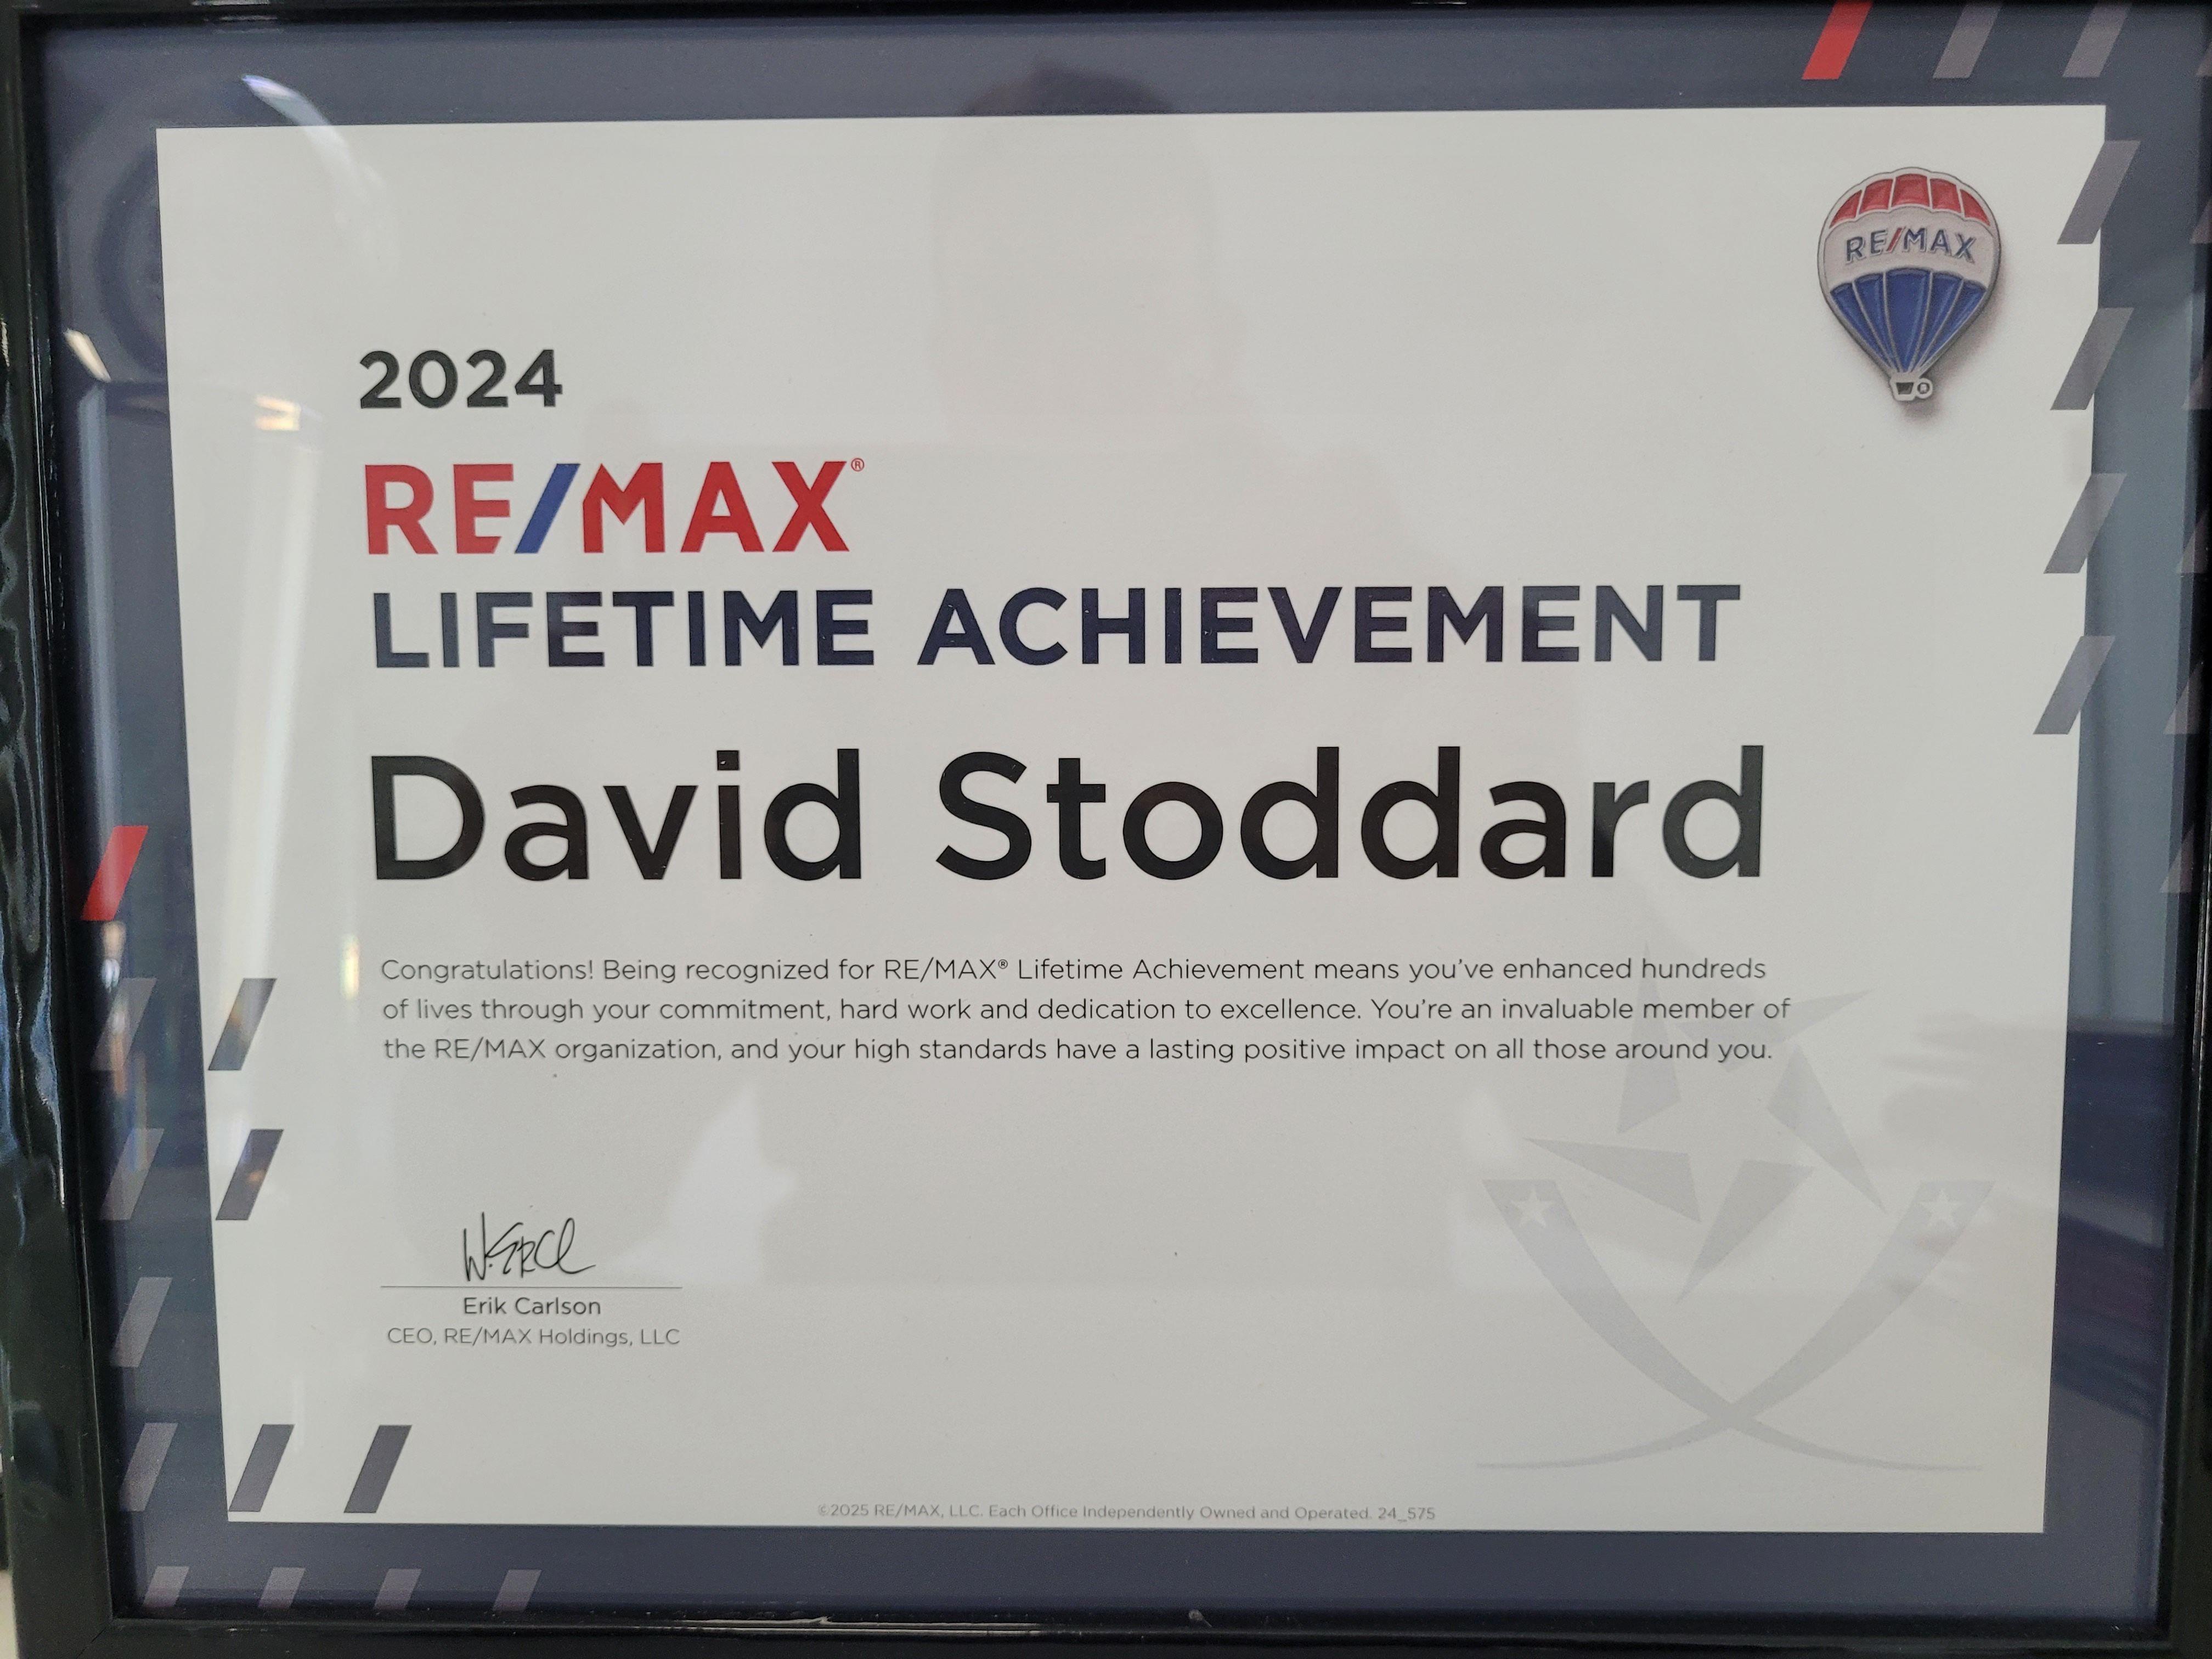 RE/MAX
2024
RE/MAX®
LIFETIME ACHIEVEMENT
David Stoddard
Congratulations! Being recognized for RE/MAX® Lifetime Achievement means you've enhanced hundreds
of lives through your commitment, hard work and dedication to excellence. You're an invaluable member of
the RE/MAX organization, and your high standards have a lasting positive impact on all those around you.
Erik Carlson
CEO, RE/MAX Holdings, LLC
©2025 RE/MAX, LLC. Each Office Independently Owned and Operated. 24_575